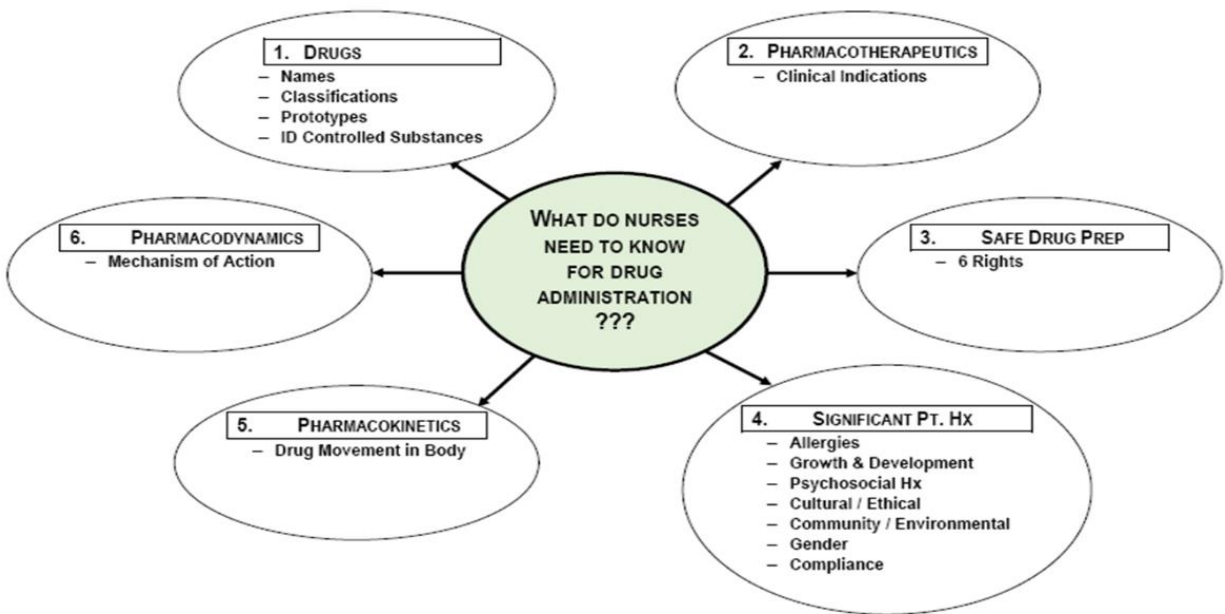 1. DRUGS
– Names
– Classifications
– Prototypes
– ID Controlled Substances
2. PHARMACOTHERAPEUTICS
– Clinical Indications
WHAT DO NURSES
NEED TO KNOW
FOR DRUG
ADMINISTRATION
???
3. SAFE DRUG PREP
– 6 Rights
4. SIGNIFICANT PT. HX
– Allergies
– Growth & Development
– Psychosocial Hx
– Cultural / Ethical
– Community / Environmental
– Gender
– Compliance
5. PHARMACOKINETICS
– Drug Movement in Body
6. PHARMACODYNAMICS
– Mechanism of Action